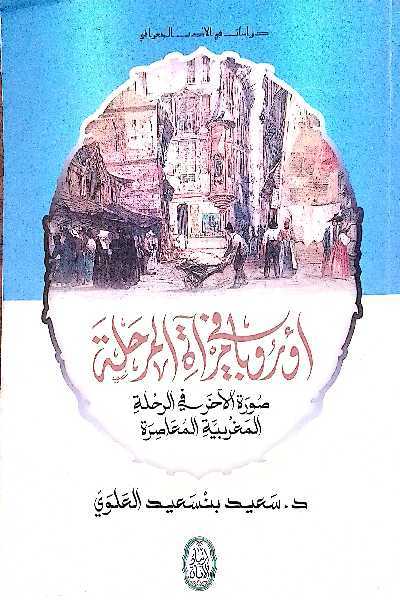 دراسات في الأدب الجغرافي
أوروبا في مرآة الرحلة
صورة الآخر في الرحلة
المغربية المعاصرة
د. سعيد بنسعيد العلوي